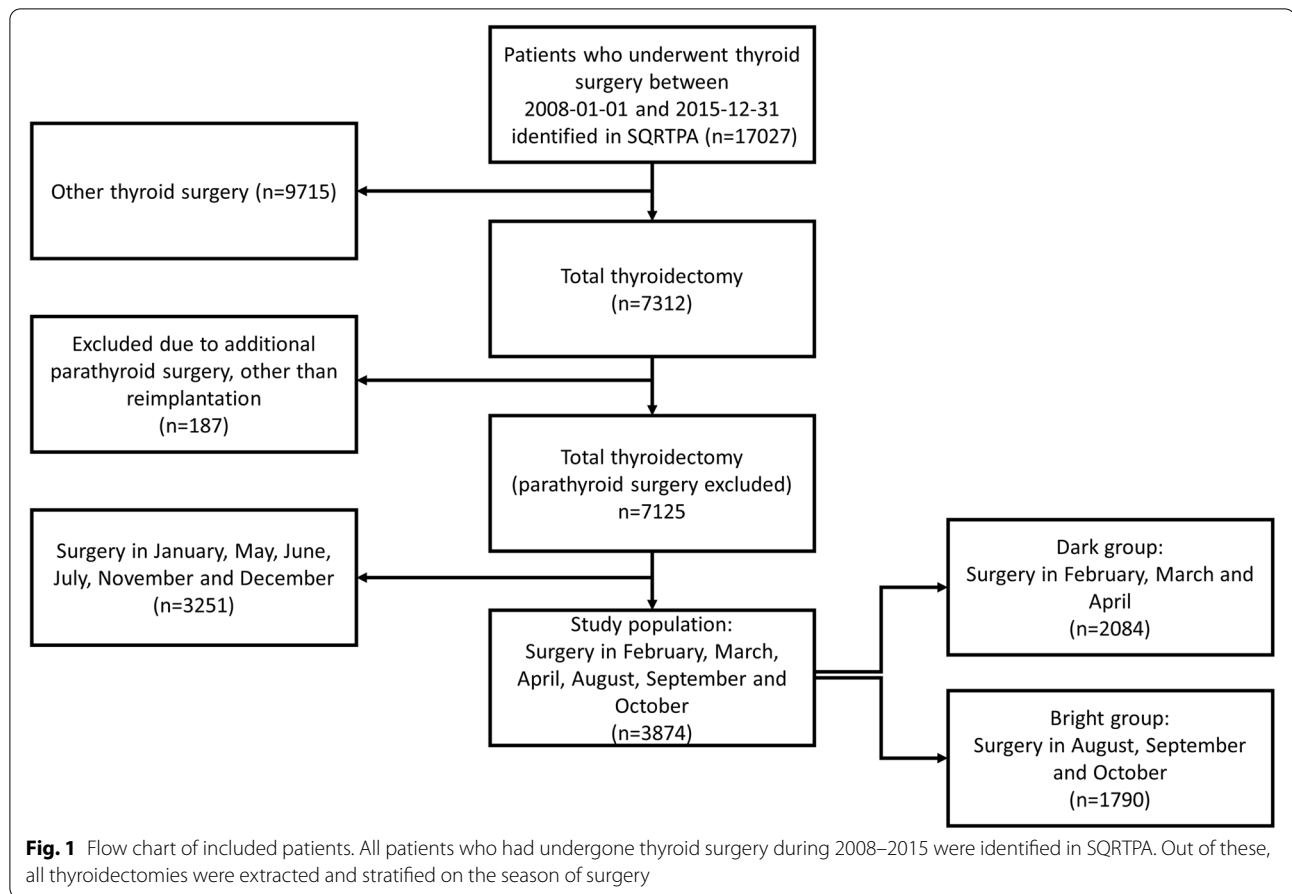 Patients who underwent thyroid
surgery between
2008-01-01 and 2015-12-31
identified in SQRTPA (n=17027)
Other thyroid surgery (n=9715)
Total thyroidectomy
(n=7312)
Excluded due to additional
parathyroid surgery, other than
reimplantation
(n=187)
Total thyroidectomy
(parathyroid surgery excluded)
n=7125
Surgery in January, May, June,
July, November and December
(n=3251)
Study population:
Surgery in February, March,
April, August, September and
October
(n=3874)
Dark group:
Surgery in February, March and
April
(n=2084)
Bright group:
Surgery in August, September
and October
(n=1790)
Fig. 1 Flow chart of included patients. All patients who had undergone thyroid surgery during 2008–2015 were identified in SQRTPA. Out of these,
all thyroidectomies were extracted and stratified on the season of surgery